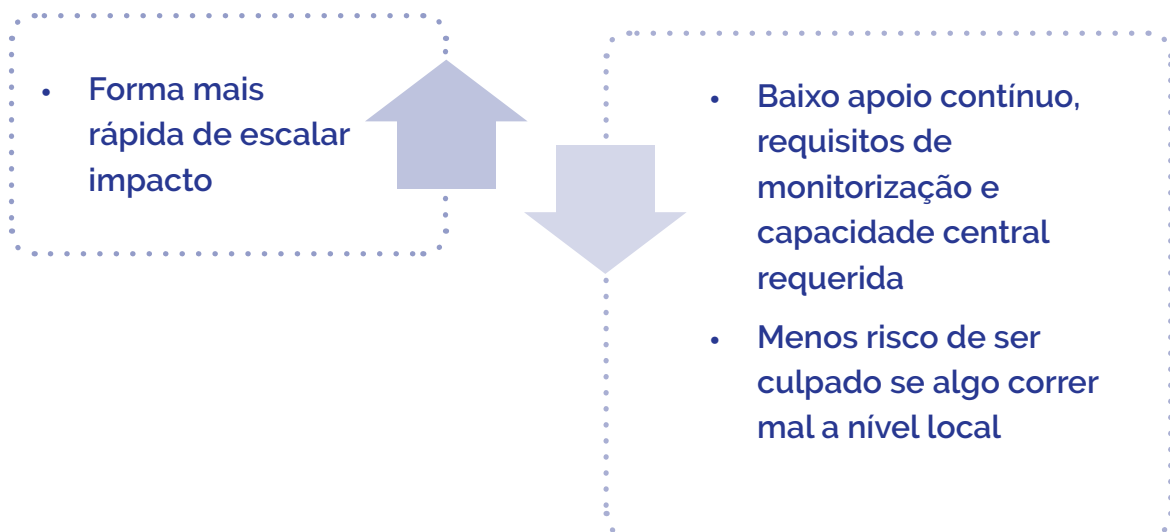 • Forma mais
rápida de escalar
impacto
• Baixo apoio contínuo,
requisitos de
monitorização e
capacidade central
requerida
• Menos risco de ser
culpado se algo correr
mal a nível local